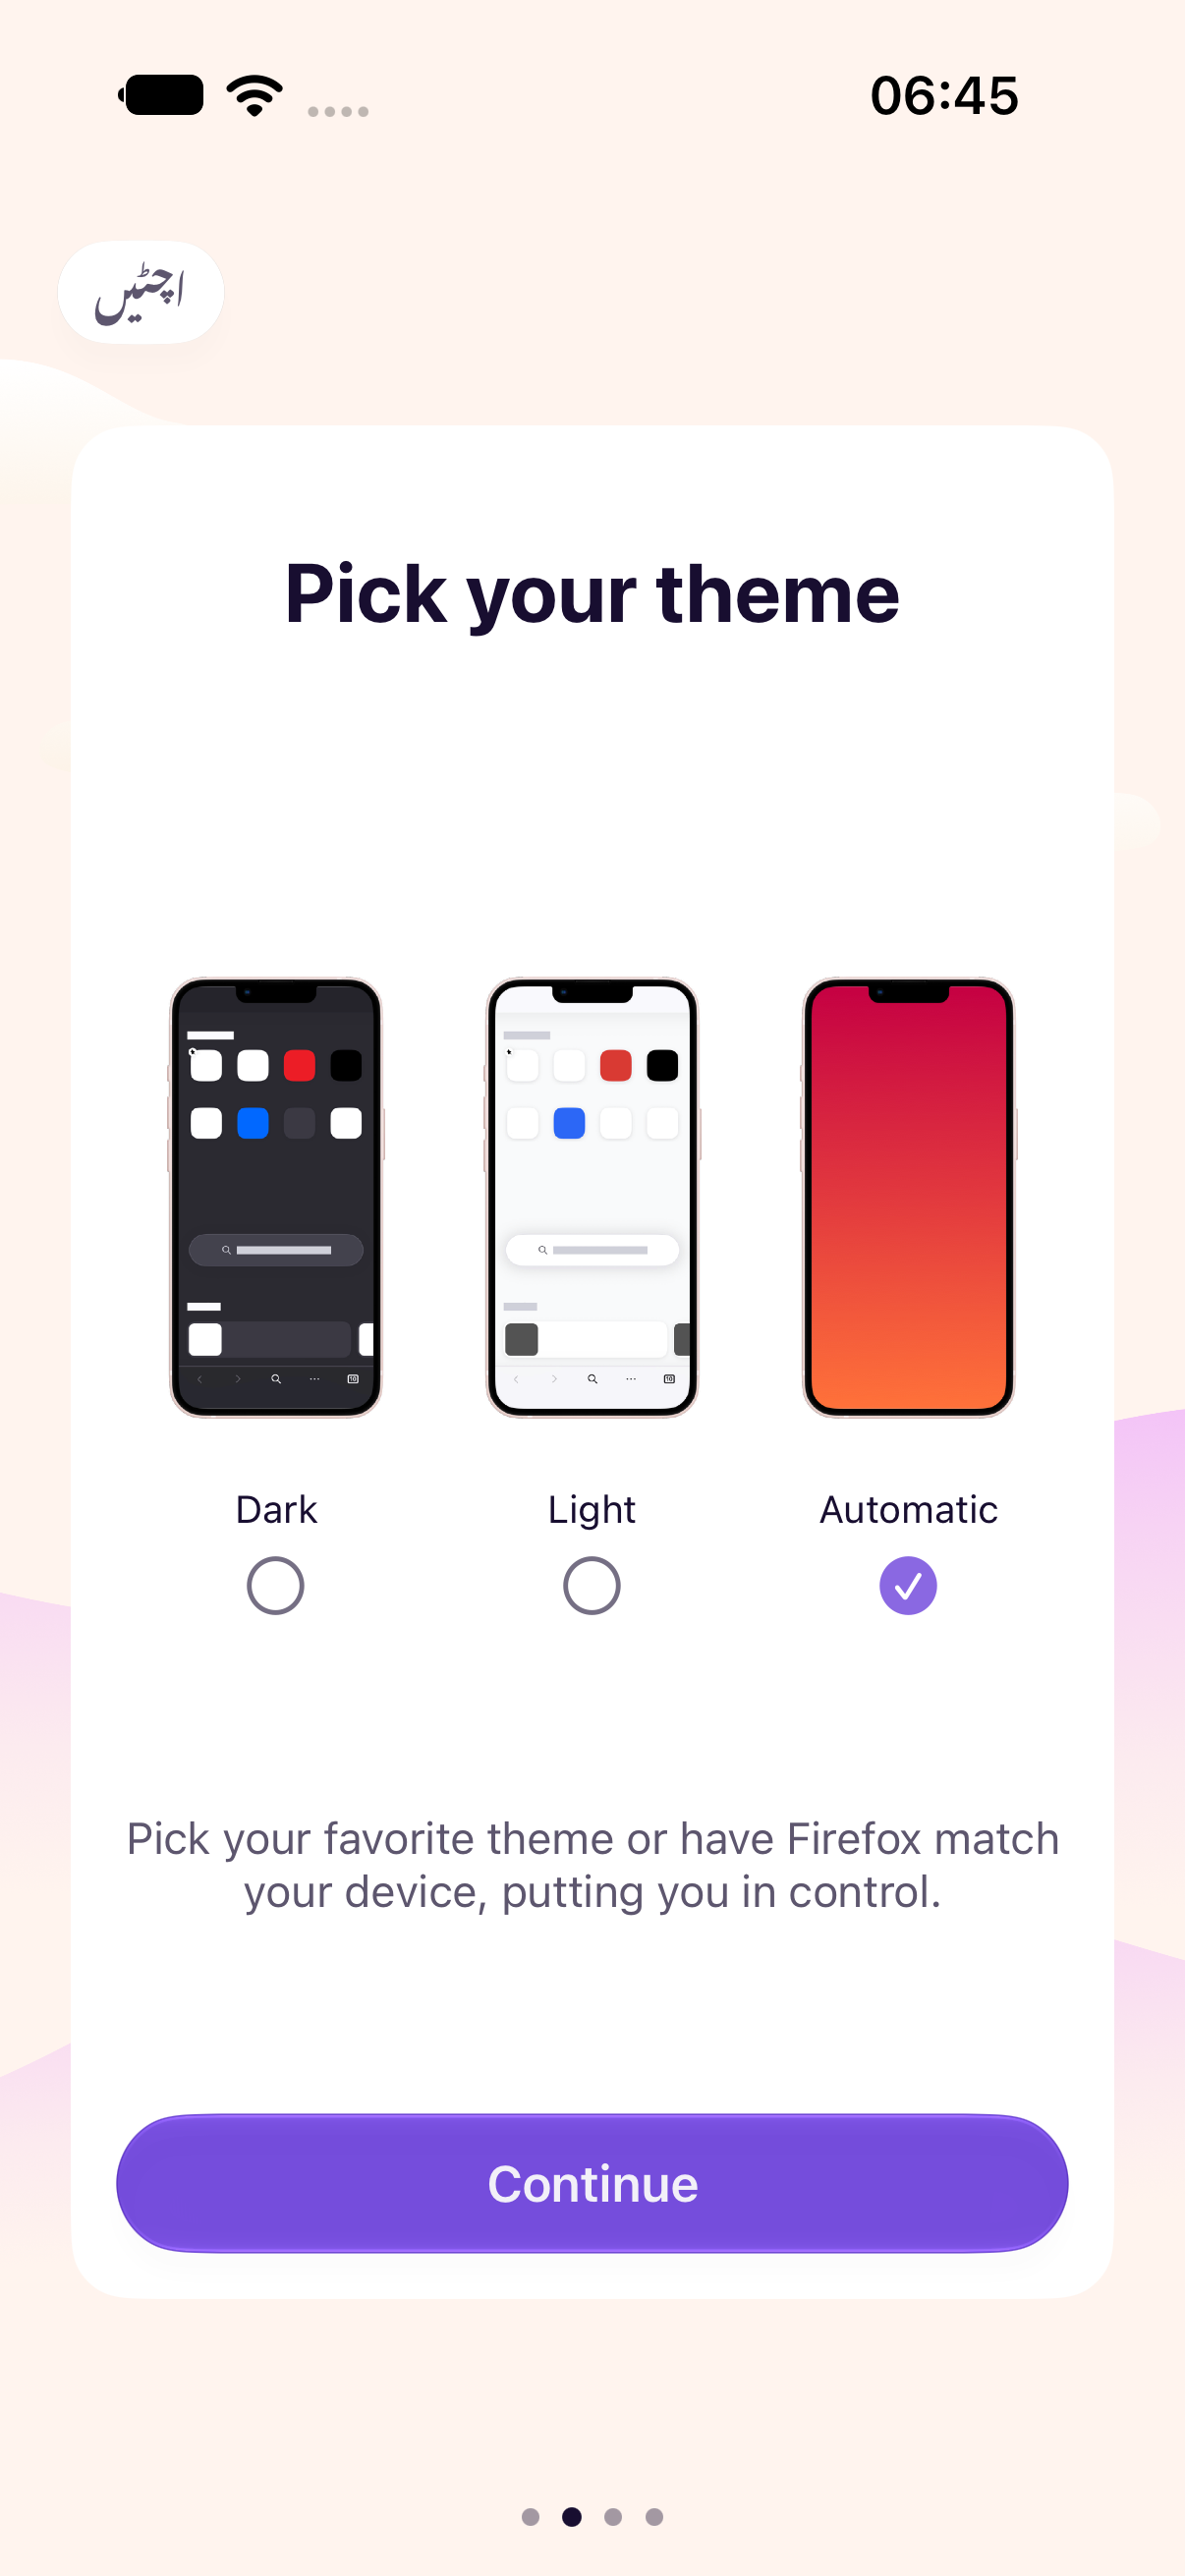 06:45
اچٹیں
Pick your theme
Dark
Light
Automatic
Pick your favorite theme or have Firefox match
your device, putting you in control.
Continue